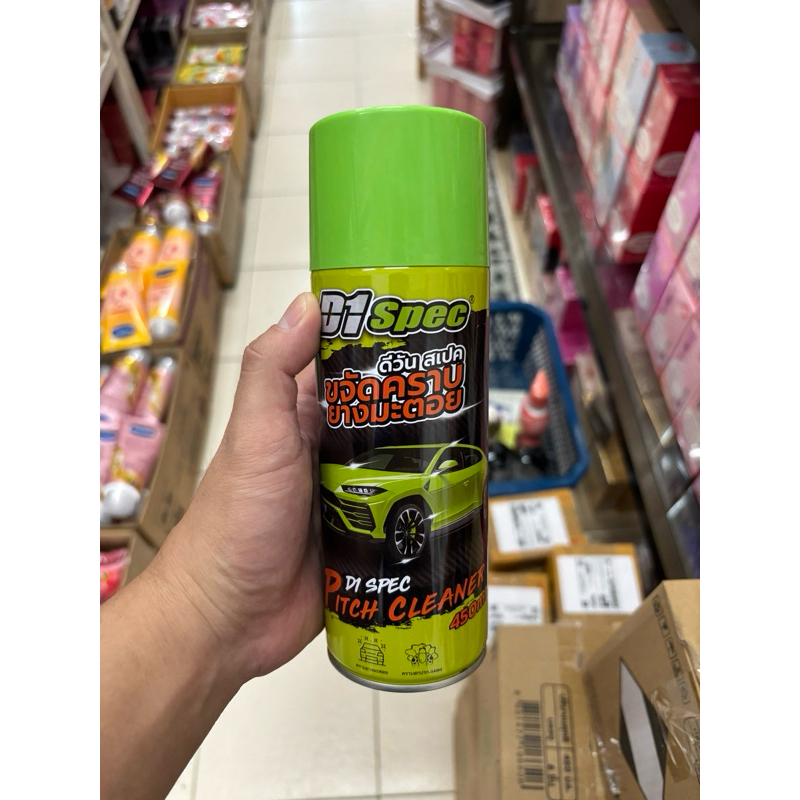 D1 Spec®
ดีวัน สเปค
ขจัดคราบ
ยางมะตอย
D1 SPEC
PITCH CLEANER
450ml